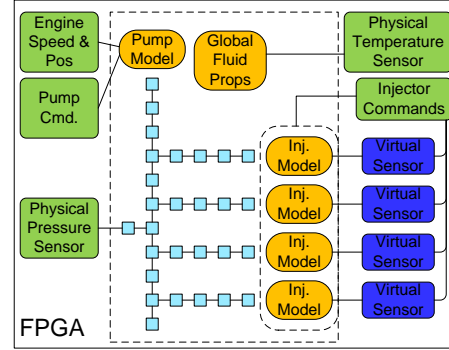 Engine
Speed &
Pos
Pump
Cmd.
Pump
Model
Global
Fluid
Props
Physical
Temperature
Sensor
Injector
Commands
Inj.
Model
Virtual
Sensor
Inj.
Model
Virtual
Sensor
Physical
Pressure
Sensor
Inj.
Model
Virtual
Sensor
Inj.
Model
Virtual
Sensor
FPGA